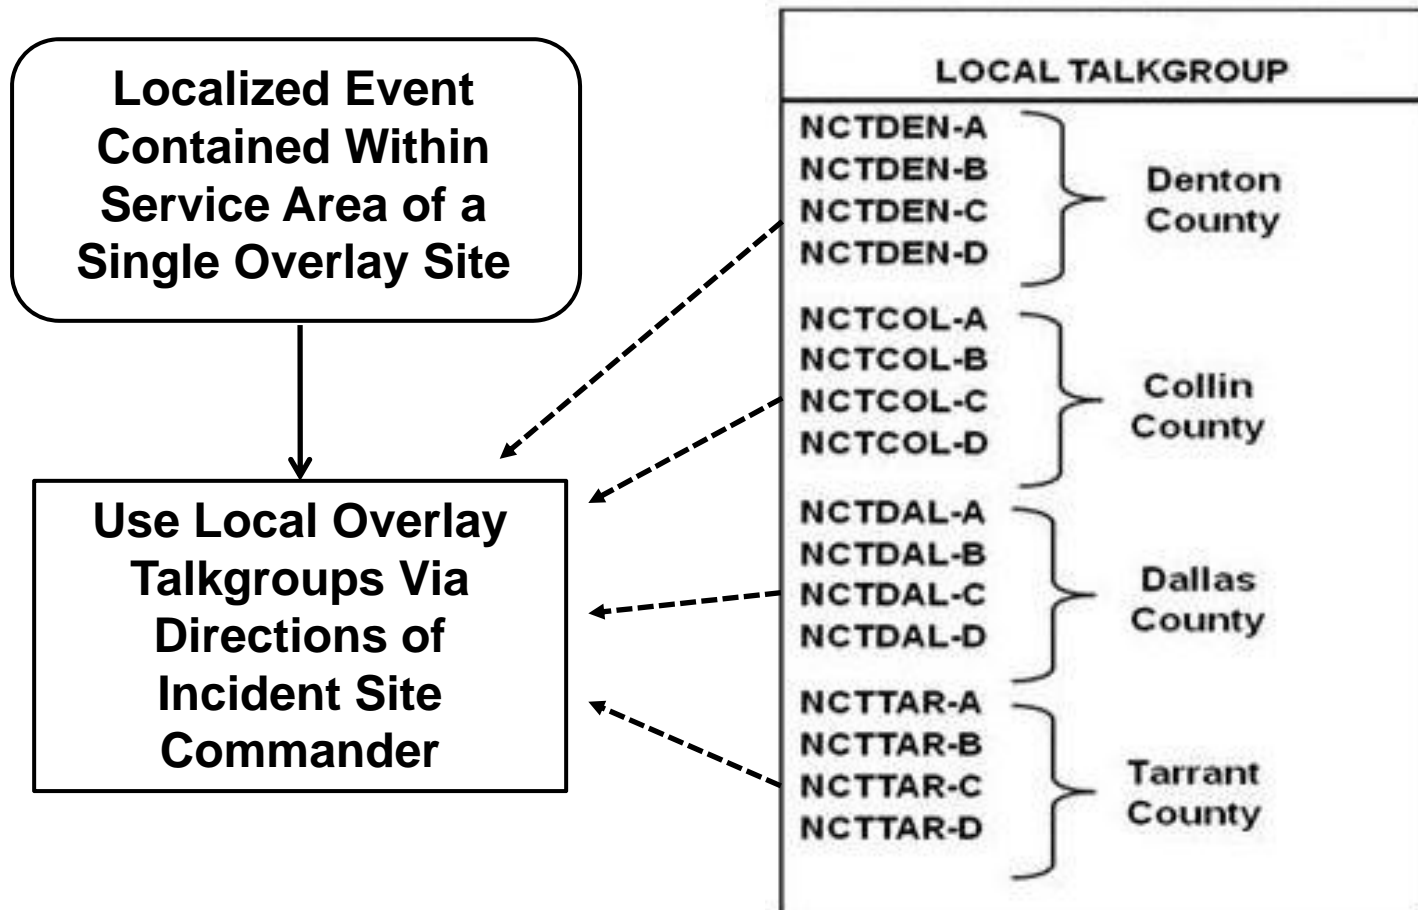 Localized Event
Contained Within
Service Area of a
Single Overlay Site
Use Local Overlay
Talkgroups Via
Directions of
Incident Site
Commander
LOCAL TALKGROUP
NCTDEN-A
NCTDEN-B
NCTDEN-C
NCTDEN-D
Denton
County
NCTCOL-A
NCTCOL-B
NCTCOL-C
NCTCOL-D
Collin
County
NCTDAL-A
NCTDAL-B
NCTDAL-C
NCTDAL-D
Dallas
County
NCTTAR-A
NCTTAR-B
NCTTAR-C
NCTTAR-D
Tarrant
County